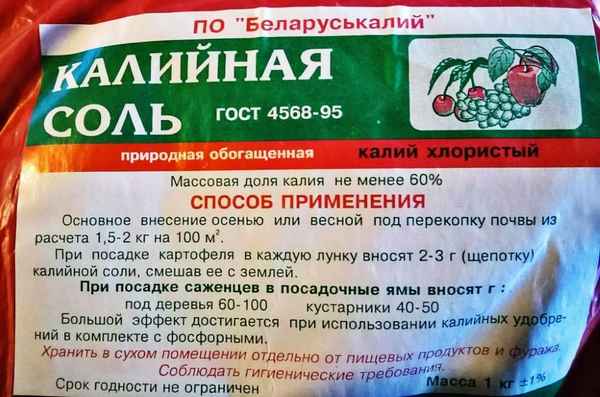 ПО "Беларуськалий"
КАЛИЙНАЯ
СОЛЬ ГОСТ 4568-95
природная обогащенная калий хлористый
Массовая доля калия не менее 60%
СПОСОБ ПРИМЕНЕНИЯ
Основное внесение осенью или весной под перекопку почвы из
расчета 1,5-2 кг на 100 м².
При посадке картофеля в каждую лунку вносят 2-3 г (щепотку)
калийной соли, смешав ее с землей.
При посадке саженцев в посадочные ямы вносят г :
под деревья 60-100 кустарники 40-50
Большой эффект достигается при использовании калийных удобре-
ний в комплекте с фосфорными.
Хранить в сухом помещении отдельно от пищевых продуктов и фуража.
Соблюдать гигиенические требования.
Срок годности не ограничен Масса 1 кг ±1%